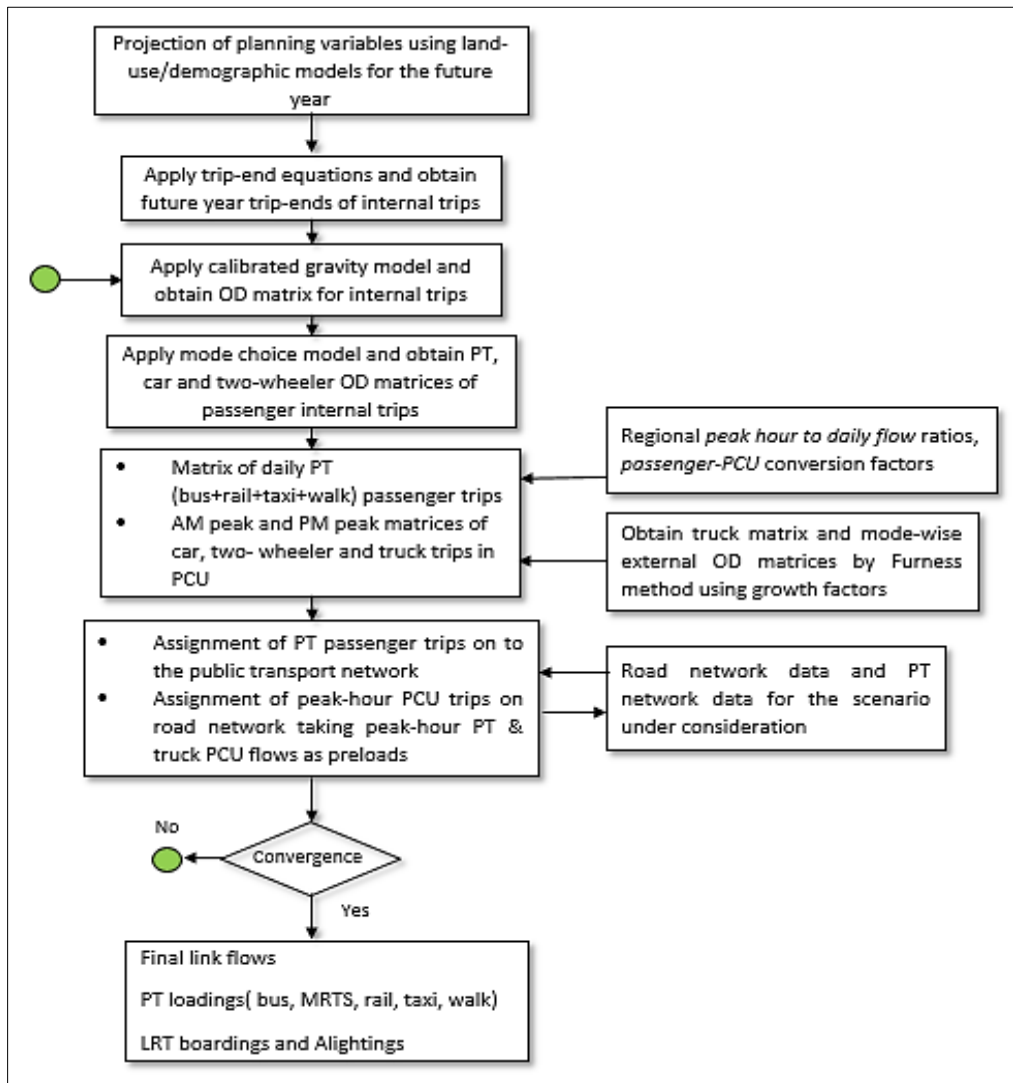 Projection of planning variables using land-
use/demographic models for the future
year
Apply trip-end equations and obtain
future year trip-ends of internal trips
Apply calibrated gravity model and
obtain OD matrix for internal trips
Apply mode choice model and obtain PT,
car and two-wheeler OD matrices of
passenger internal trips
• Matrix of daily PT
(bus+rail+taxi+walk) passenger trips
• AM peak and PM peak matrices of
car, two- wheeler and truck trips in
PCU
Regional peak hour to daily flow ratios,
passenger-PCU conversion factors
Obtain truck matrix and mode-wise
external OD matrices by Furness
method using growth factors
• Assignment of PT passenger trips on to
the public transport network
• Assignment of peak-hour PCU trips on
road network taking peak-hour PT &
truck PCU flows as preloads
Road network data and PT
network data for the scenario
under consideration
No
Convergence
Yes
Final link flows
PT loadings( bus, MRTS, rail, taxi, walk)
LRT boardings and Alightings